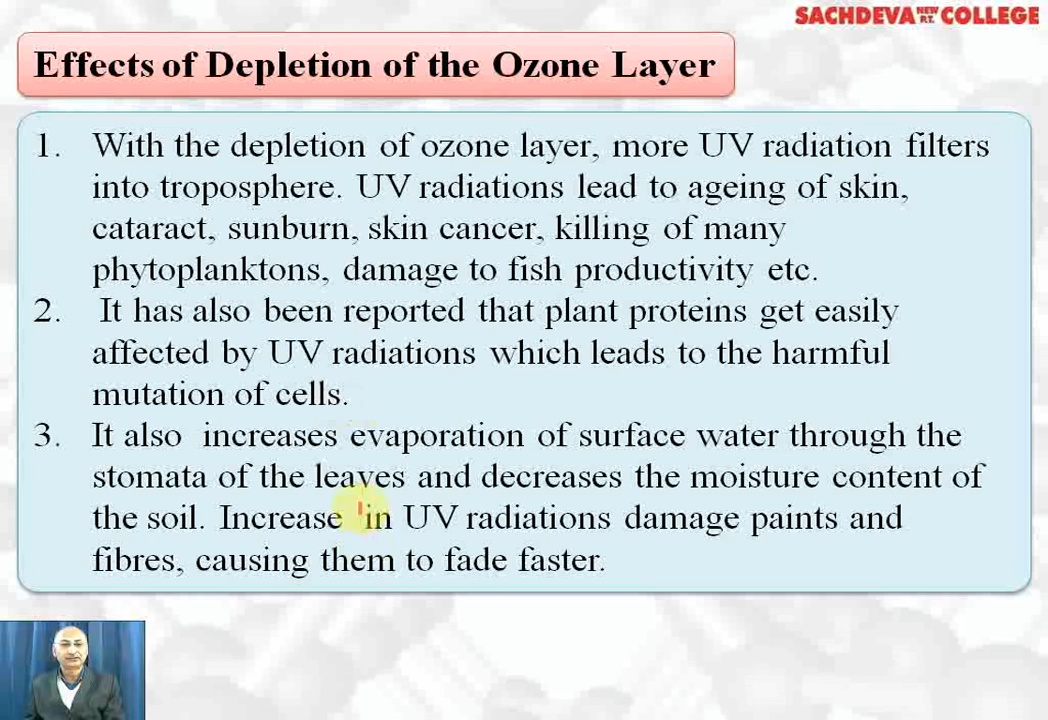 SACHDEVA NEW P.T. COLLEGE
Effects of Depletion of the Ozone Layer
1. With the depletion of ozone layer, more UV radiation filters
into troposphere. UV radiations lead to ageing of skin,
cataract, sunburn, skin cancer, killing of many
phytoplanktons, damage to fish productivity etc.
2. It has also been reported that plant proteins get easily
affected by UV radiations which leads to the harmful
mutation of cells.
3. It also increases evaporation of surface water through the
stomata of the leaves and decreases the moisture content of
the soil. Increase in UV radiations damage paints and
fibres, causing them to fade faster.